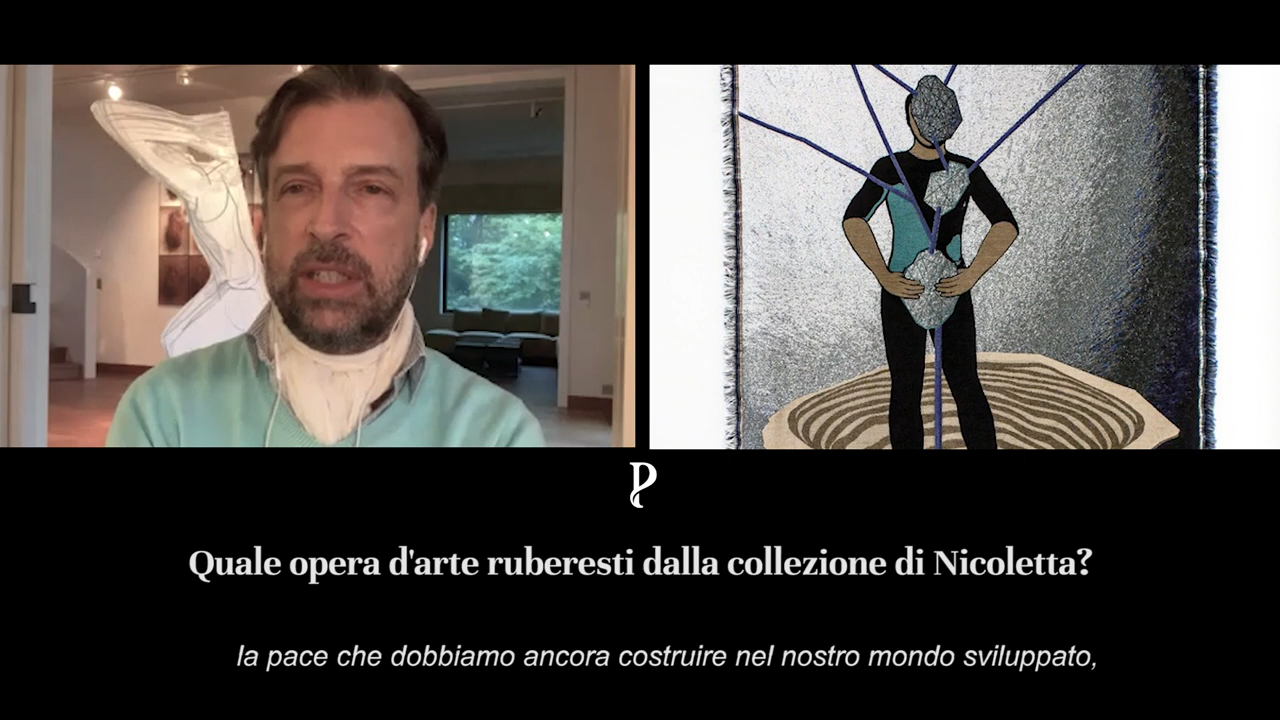 P
Quale opera d'arte ruberesti dalla collezione di Nicoletta?
la pace che dobbiamo ancora costruire nel nostro mondo sviluppato,